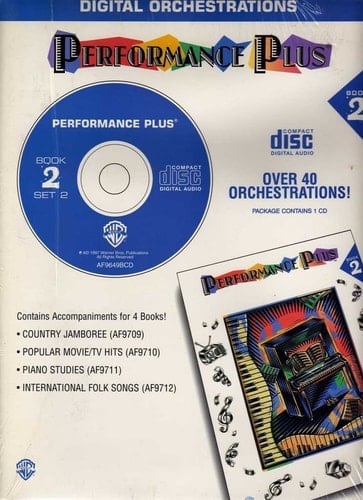 DIGITAL ORCHESTRATIONS
PERFORMANCE PLUS
BOOK
2
PERFORMANCE PLUS®
BOOK
2
SET 2
COMPACT
disc
DIGITAL AUDIO
AF9649BCD
COMPACT
disc
DIGITAL AUDIO
OVER 40
ORCHESTRATIONS!
PACKAGE CONTAINS 1 CD
PERFORMANCE PLUS
2
Contains Accompaniments for 4 Books!
• COUNTRY JAMBOREE (AF9709)
• POPULAR MOVIE/TV HITS (AF9710)
• PIANO STUDIES (AF9711)
• INTERNATIONAL FOLK SONGS (AF9712)